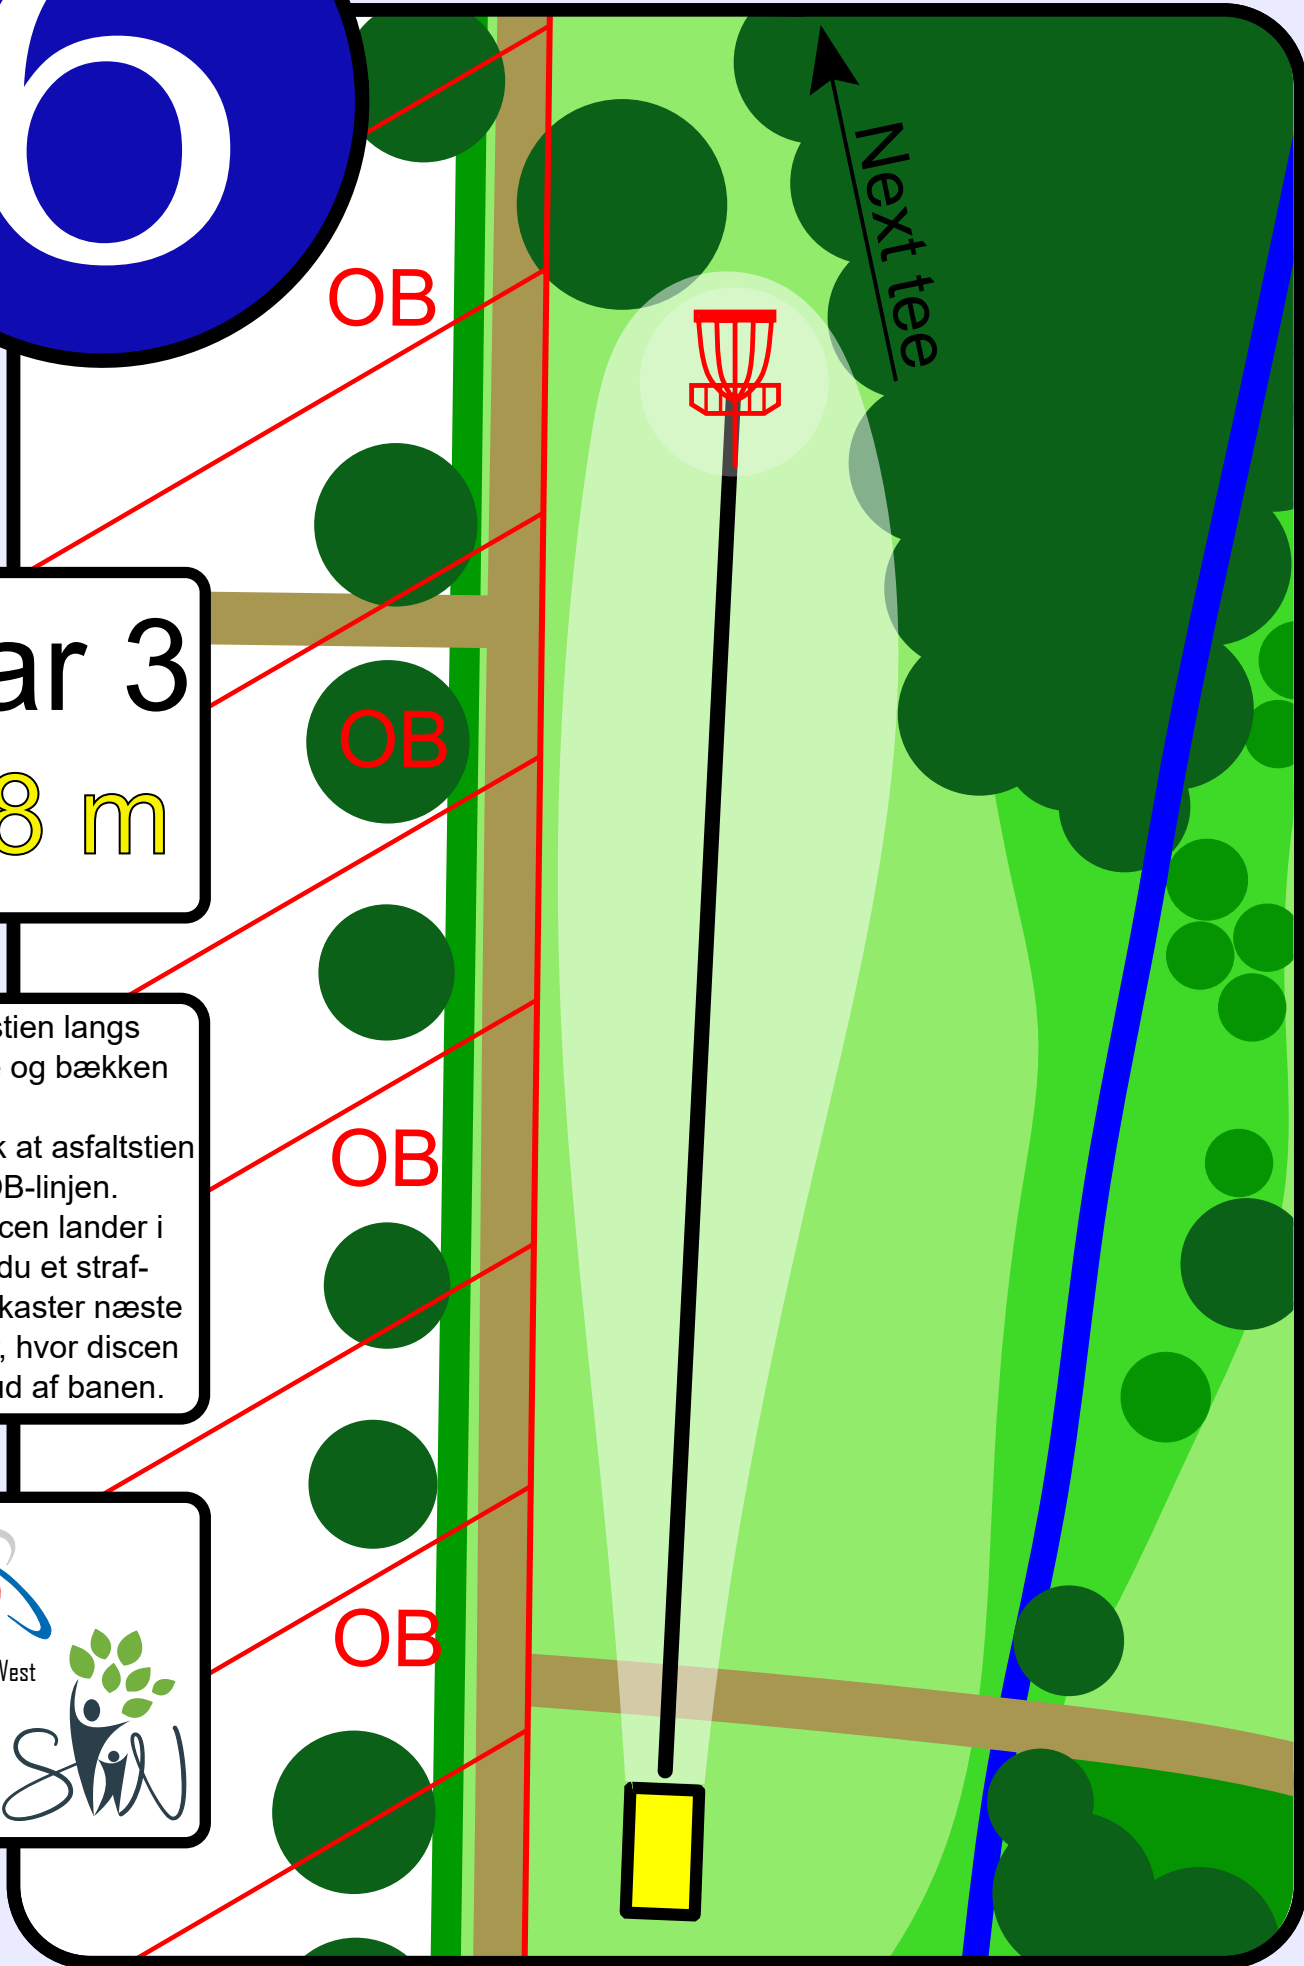 6
OB
Next tee
ar 3
OB
8 m
stien langs
og bækken
k at asfaltstien
OB-linjen.
cen lander i
du et straf-
kaster næste
, hvor discen
ud af banen.
OB
OB
West
SWN